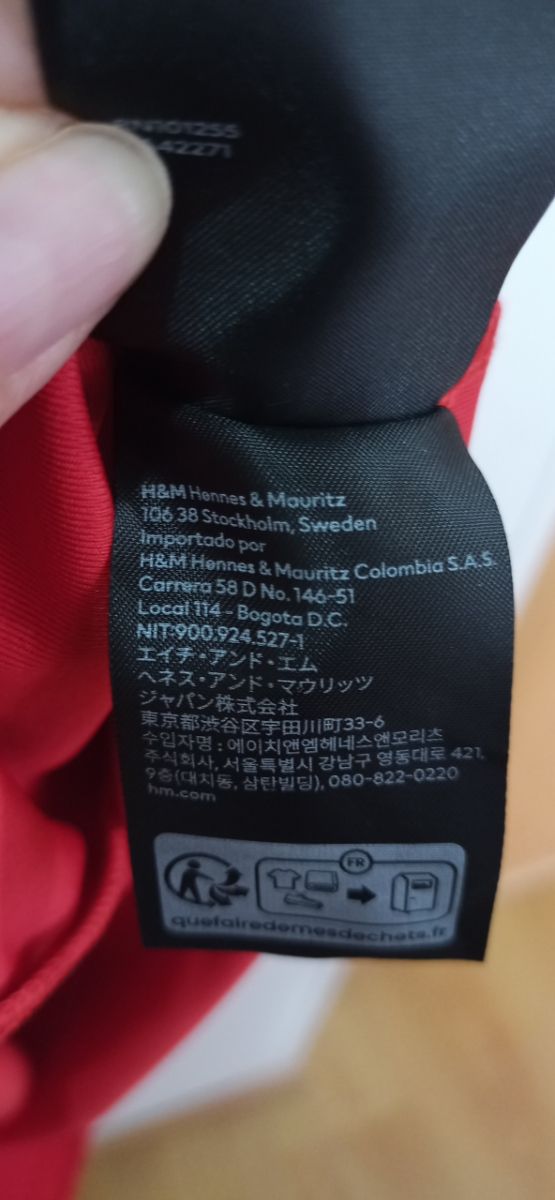 RN101255
42271
H&M Hennes & Mauritz
106 38 Stockholm, Sweden
Importado por
H&M Hennes & Mauritz Colombia S.A.S.
Carrera 58 D No. 146-51
Local 114 - Bogota D.C.
NIT:900.924.527-1
エイチ・アンド・エム
ヘネス・アンド・マウリッツ
ジャパン株式会社
東京都渋谷区宇田川町33-6
수입자명 : 에이치앤엠헤네스앤모리츠
주식회사, 서울특별시 강남구 영동대로 421,
9층(대치동, 삼탄빌딩), 080-822-0220
hm.com
FR
quefairedemesdechets.fr